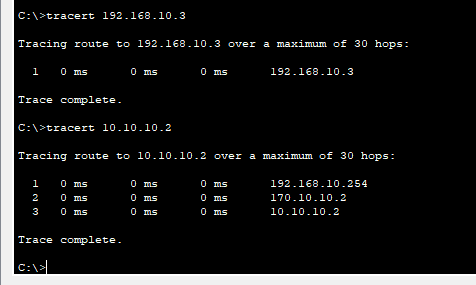 C:\>tracert 192.168.10.3
Tracing route to 192.168.10.3 over a maximum of 30 hops:
1 0 ms 0 ms 0 ms 192.168.10.3
Trace complete.
C:\>tracert 10.10.10.2
Tracing route to 10.10.10.2 over a maximum of 30 hops:
1 0 ms 0 ms 0 ms 192.168.10.254
2 0 ms 0 ms 0 ms 170.10.10.2
3 0 ms 0 ms 0 ms 10.10.10.2
Trace complete.
C:\>